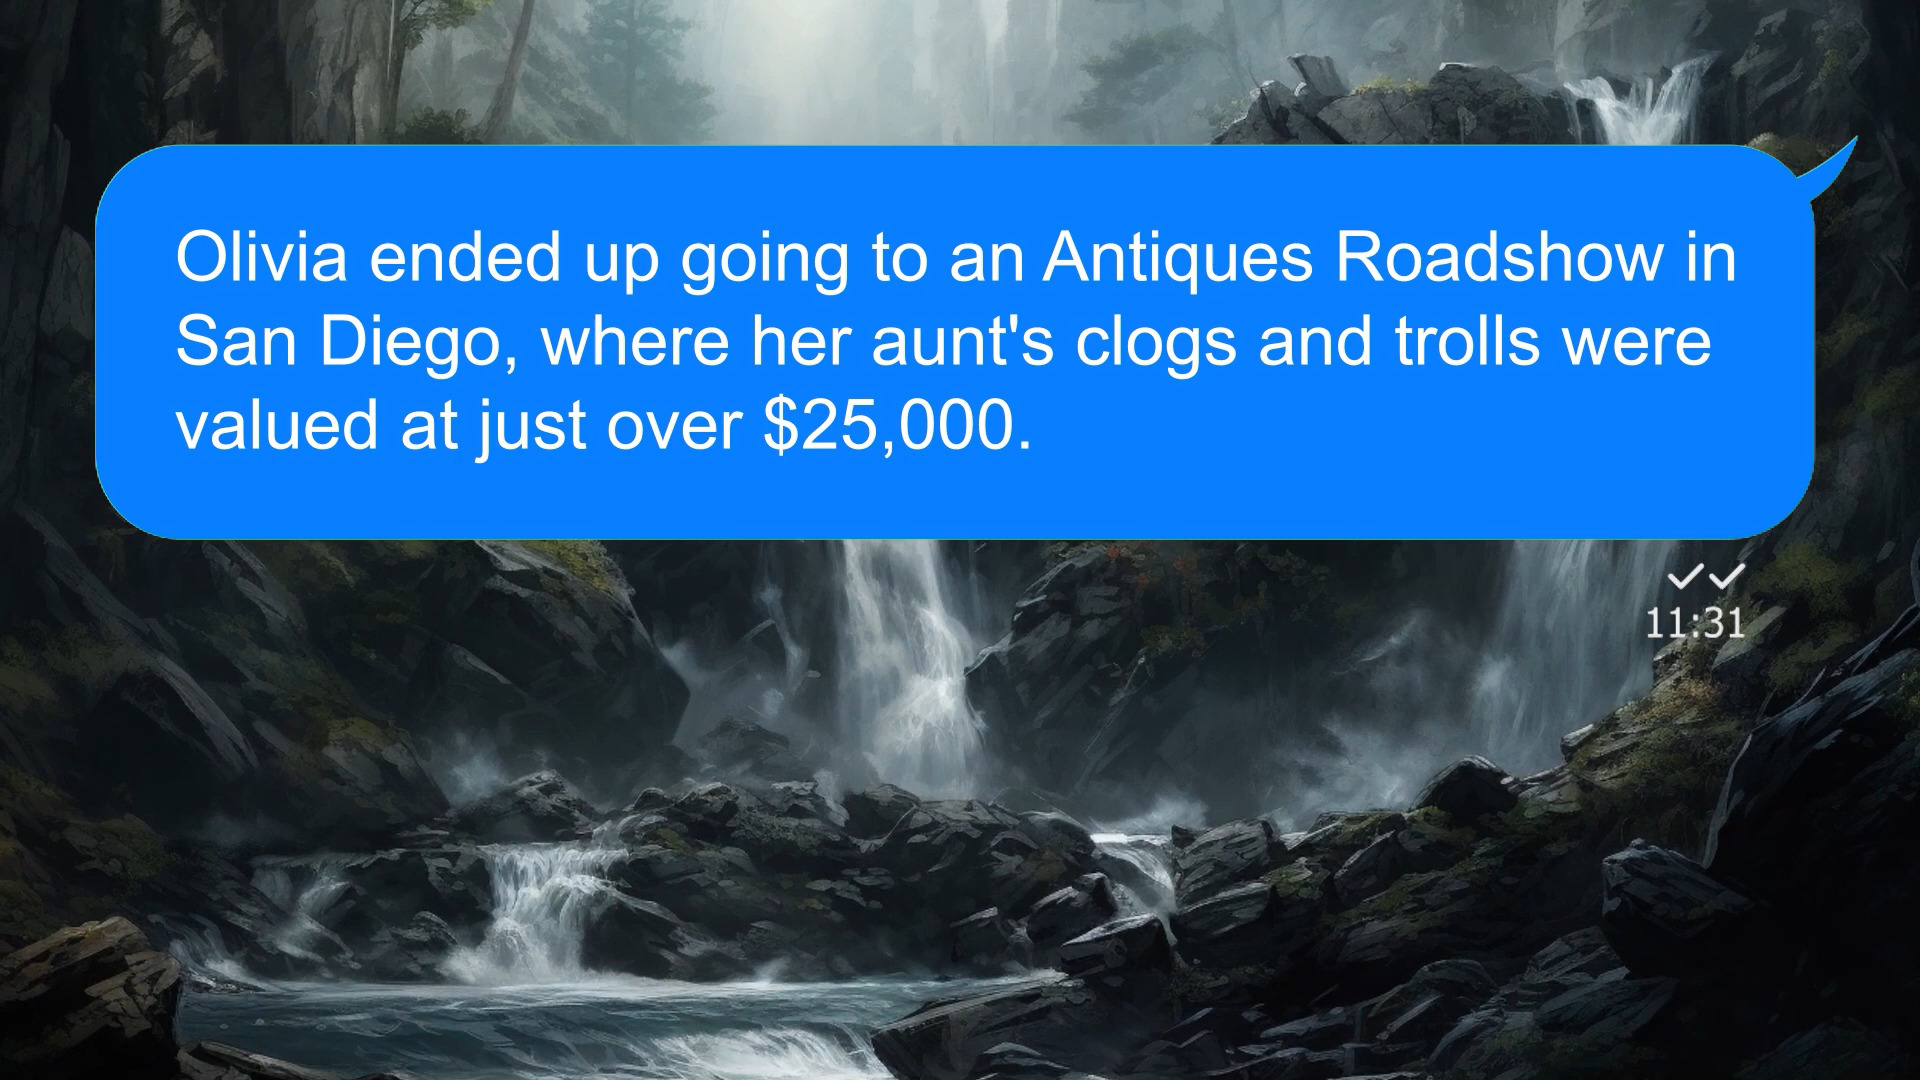 Olivia ended up going to an Antiques Roadshow in
San Diego, where her aunt's clogs and trolls were
valued at just over $25,000.
11:31